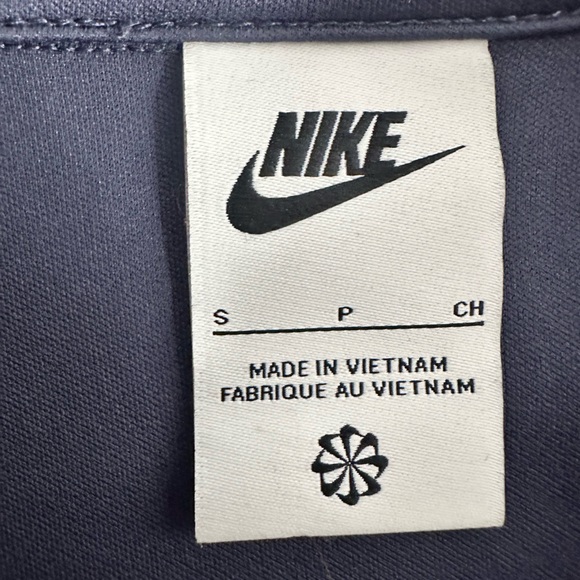 NIKE
S P CH
MADE IN VIETNAM
FABRIQUE AU VIETNAM